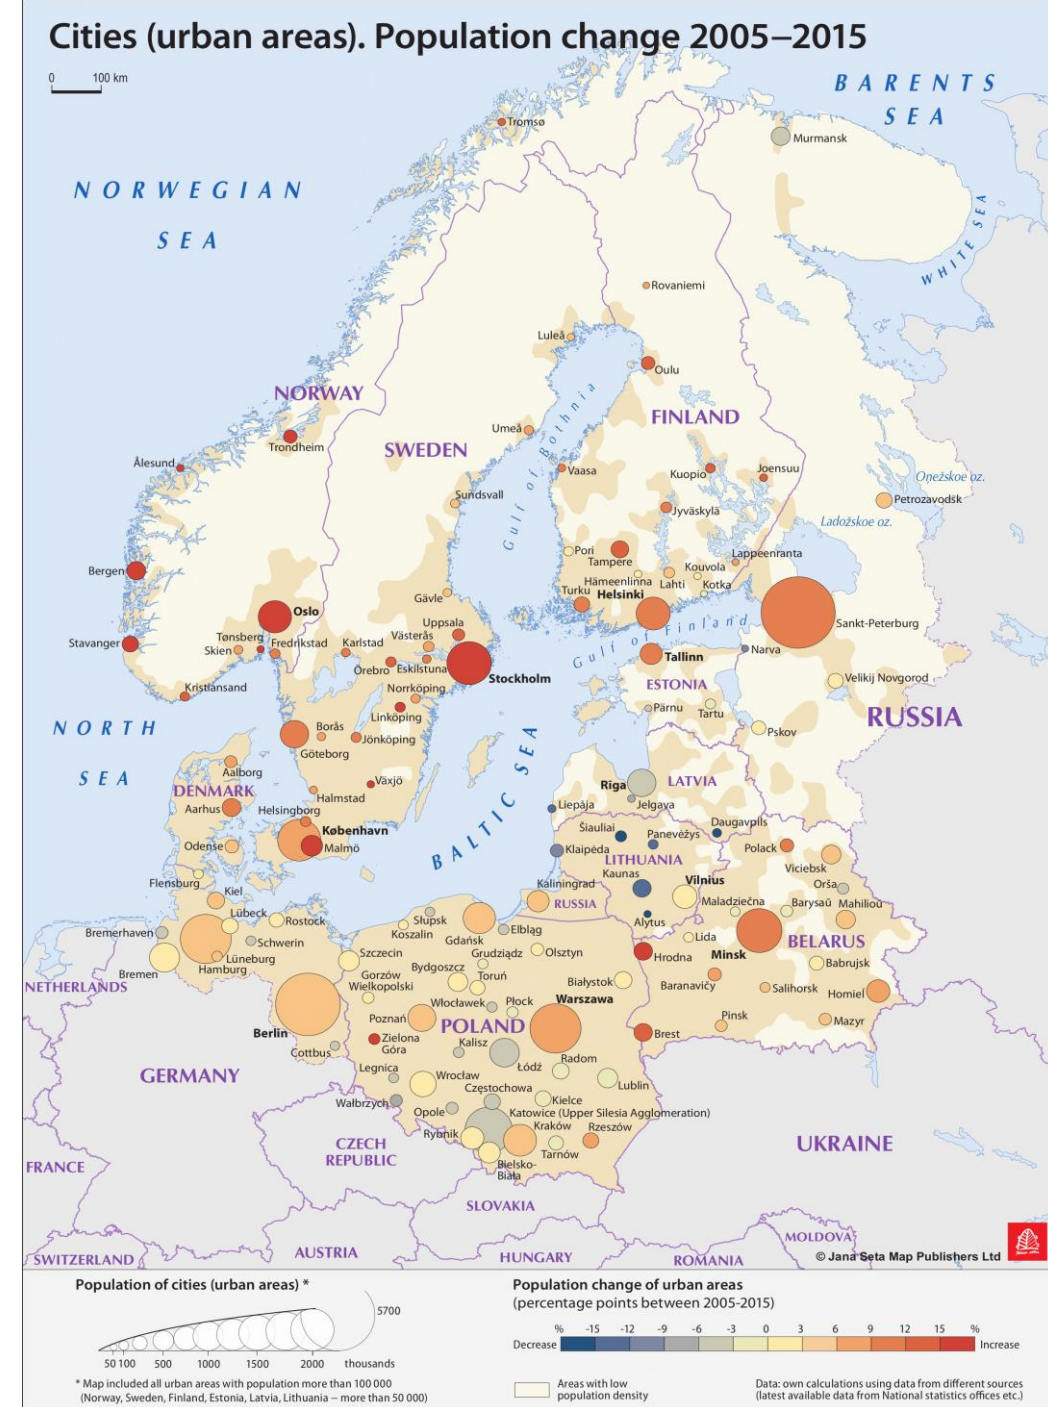 Cities (urban areas). Population change 2005–2015
0 100 km
BARENTS
SEA
NORWEGIAN
SEA
WHITE SEA
Tromsø
Murmansk
Rovaniemi
Luleå
Oulu
NORWAY
FINLAND
SWEDEN
Gulf of Bothnia
Umeå
Trondheim
Ålesund
Vaasa
Kuopio
Joensuu
Onežskoe oz.
Sundsvall
Petrozavodsk
Jyväskylä
Ladožskoe oz.
Pori
Tampere
Lappeenranta
Bergen
Kouvola
Hämeenlinna
Lahti
Kotka
Turku
Helsinki
Gävle
Oslo
Sankt-Peterburg
Uppsala
Gulf of Finland
Stavanger
Tønsberg
Fredrikstad
Karlstad
Västerås
Skien
Narva
Tallinn
Örebro
Eskilstuna
Stockholm
Velikij Novgorod
Kristiansand
Norrköping
ESTONIA
Pärnu
Tartu
Linköping
RUSSIA
NORTH
SEA
Borås
Jönköping
Göteborg
Pskov
BALTIC SEA
Aalborg
DENMARK
Växjö
Rīga
LATVIA
Aarhus
Halmstad
Helsingborg
Liepāja
Jelgava
København
Malmö
Šiauliai
Panevėžys
Daugavpils
Odense
Klaipėda
LITHUANIA
Polack
Kaunas
Viciebsk
Flensburg
Kiel
Kaliningrad
RUSSIA
Vilnius
Orša
Maladziečna
Barysaŭ
Mahilioŭ
Lübeck
Rostock
Słupsk
Alytus
Bremerhaven
Koszalin
Elbląg
Schwerin
Gdańsk
Lida
BELARUS
Lüneburg
Hamburg
Szczecin
Grudziądz
Olsztyn
Hrodna
Minsk
Babrujsk
Bremen
Gorzów
Wielkopolski
Bydgoszcz
Toruń
Białystok
Baranavičy
Salihorsk
Homiel
NETHERLANDS
Włocławek
Płock
Warszawa
Berlin
Poznań
POLAND
Pinsk
Mazyr
Zielona
Góra
Kalisz
Brest
Cottbus
Łódź
Radom
GERMANY
Legnica
Wrocław
Lublin
Częstochowa
Wałbrzych
Kielce
Opole
Katowice (Upper Silesia Agglomeration)
Rybnik
Kraków
Rzeszów
CZECH
REPUBLIC
Tarnów
UKRAINE
Bielsko-
Biała
FRANCE
SLOVAKIA
MOLDOVA
SWITZERLAND
AUSTRIA
HUNGARY
ROMANIA
© Jana Seta Map Publishers Ltd
Population of cities (urban areas) *
5700
50 100 500 1000 1500 2000 thousands
* Map included all urban areas with population more than 100 000
(Norway, Sweden, Finland, Estonia, Latvia, Lithuania – more than 50 000)
Population change of urban areas
(percentage points between 2005-2015)
% -15 -12 -9 -6 -3 0 3 6 9 12 15 %
Decrease Increase
Areas with low
population density
Data: own calculations using data from different sources
(latest available data from National statistics offices etc.)